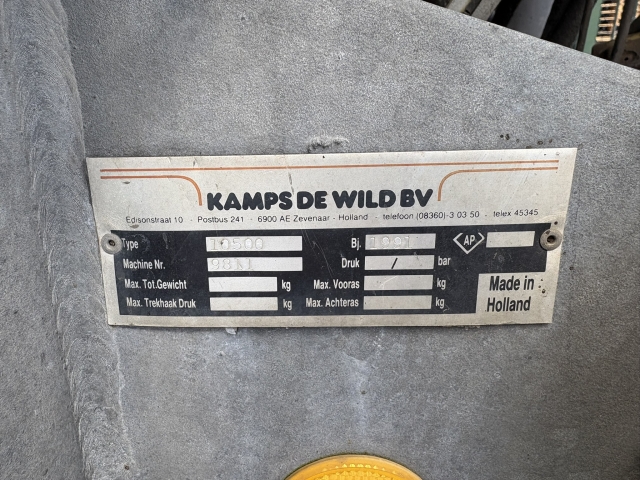 KAMPS DE WILD BV
Edisonstraat 10 - Postbus 241 - 6900 AE Zevenaar - Holland - telefoon (08360)-3 03 50 - telex 45345
Type 10500 Bj. 1991 AP
Machine Nr. Druk / bar
Max. Tot.Gewicht kg Max. Vooras kg
Max. Trekhaak Druk kg Max. Achteras kg
Made in Holland